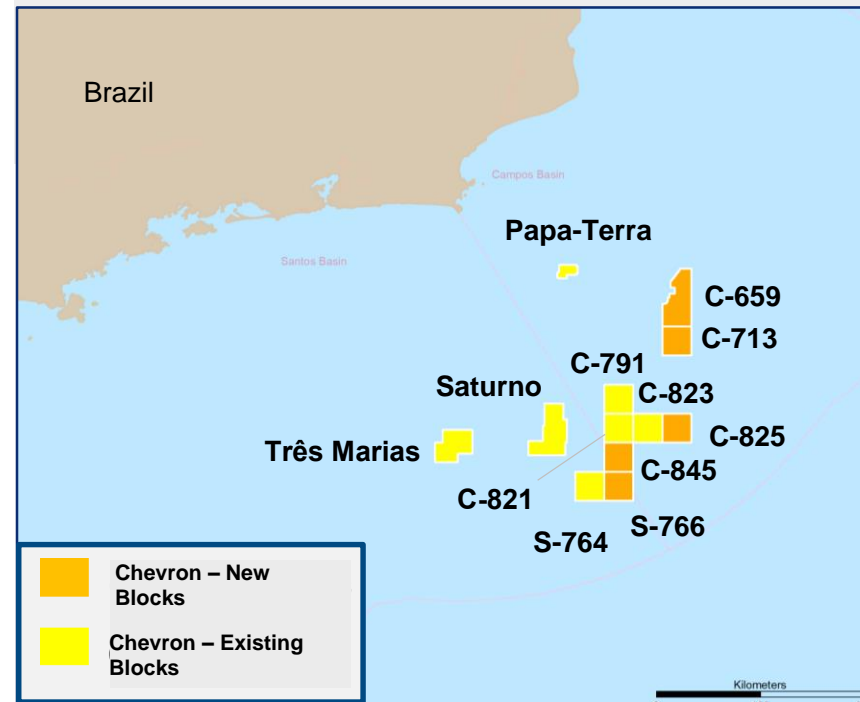 Brazil
Campos Basin
Papa-Terra
Santos Basin
C-659
C-713
C-791
Saturno
C-823
C-825
Três Marias
C-845
C-821
S-766
S-764
Chevron – New
Blocks
Chevron – Existing
Blocks
Kilometers